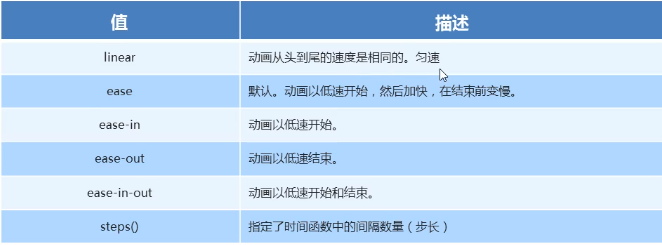 值 描述
linear 动画从头到尾的速度是相同的。匀速
ease 默认。动画以低速开始，然后加快，在结束前变慢。
ease-in 动画以低速开始。
ease-out 动画以低速结束。
ease-in-out 动画以低速开始和结束。
steps() 指定了时间函数中的间隔数量（步长）